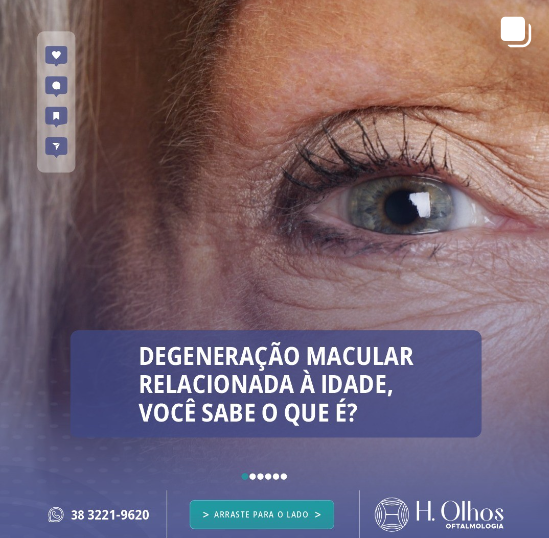 DEGENERAÇÃO MACULAR
RELACIONADA À IDADE,
VOCÊ SABE O QUE É?
38 3221-9620
> ARRASTE PARA O LADO >
H. Olhos
OFTALMOLOGIA